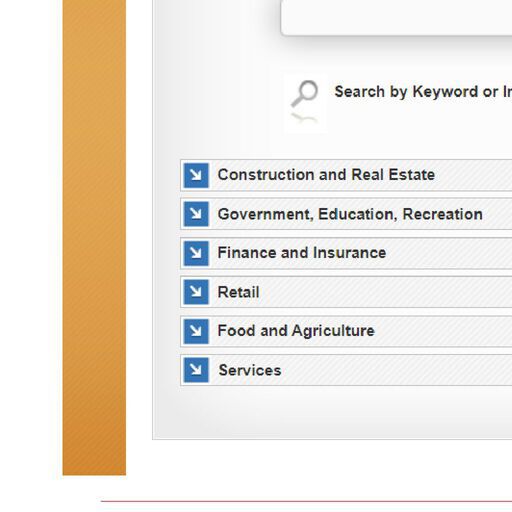 Search by Keyword or
Construction and Real Estate
Government, Education, Recreation
Finance and Insurance
Retail
Food and Agriculture
Services